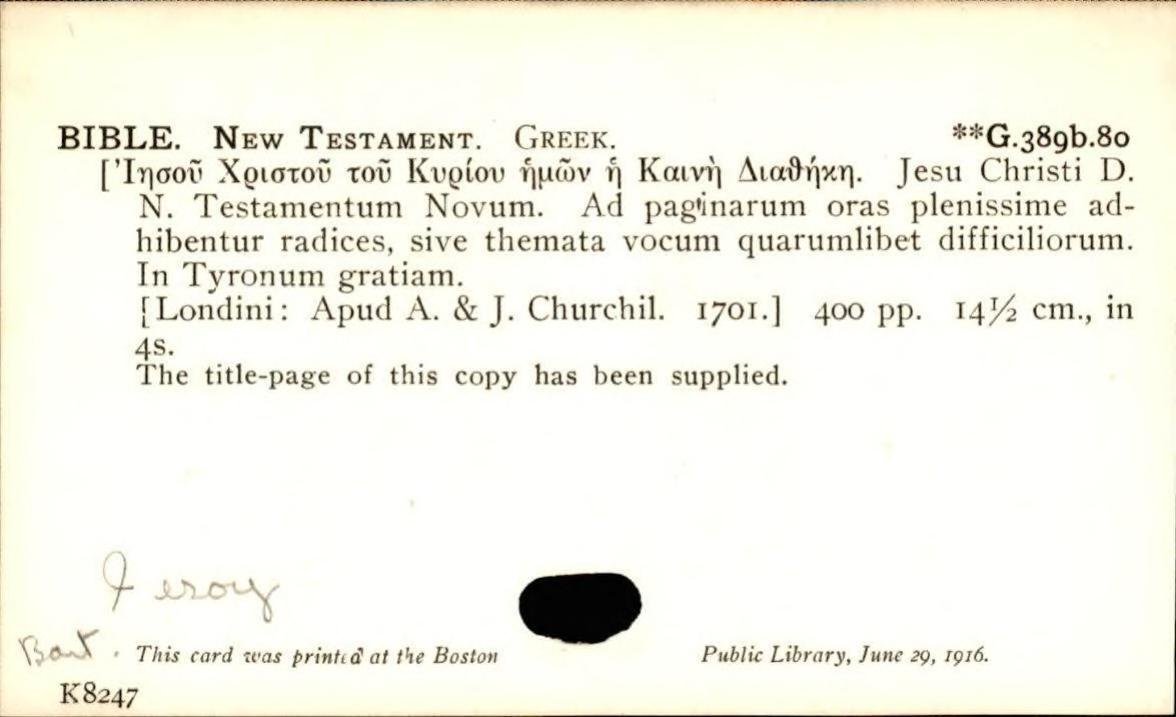 BIBLE. NEW TESTAMENT. GREEK. **G.389b.80
['Ιησοῦ Χριστοῦ τοῦ Κυρίου ἡμῶν ἡ Καινὴ Διαθήκη. Jesu Christi D.
N. Testamentum Novum. Ad paginarum oras plenissime ad-
hibentur radices, sive themata vocum quarumlibet difficiliorum.
In Tyronum gratiam.
[Londini: Apud A. & J. Churchil. 1701.] 400 pp. 14½ cm., in
4s.
The title-page of this copy has been supplied.
Bart. This card was printed at the Boston Public Library, June 29, 1916.
K8247